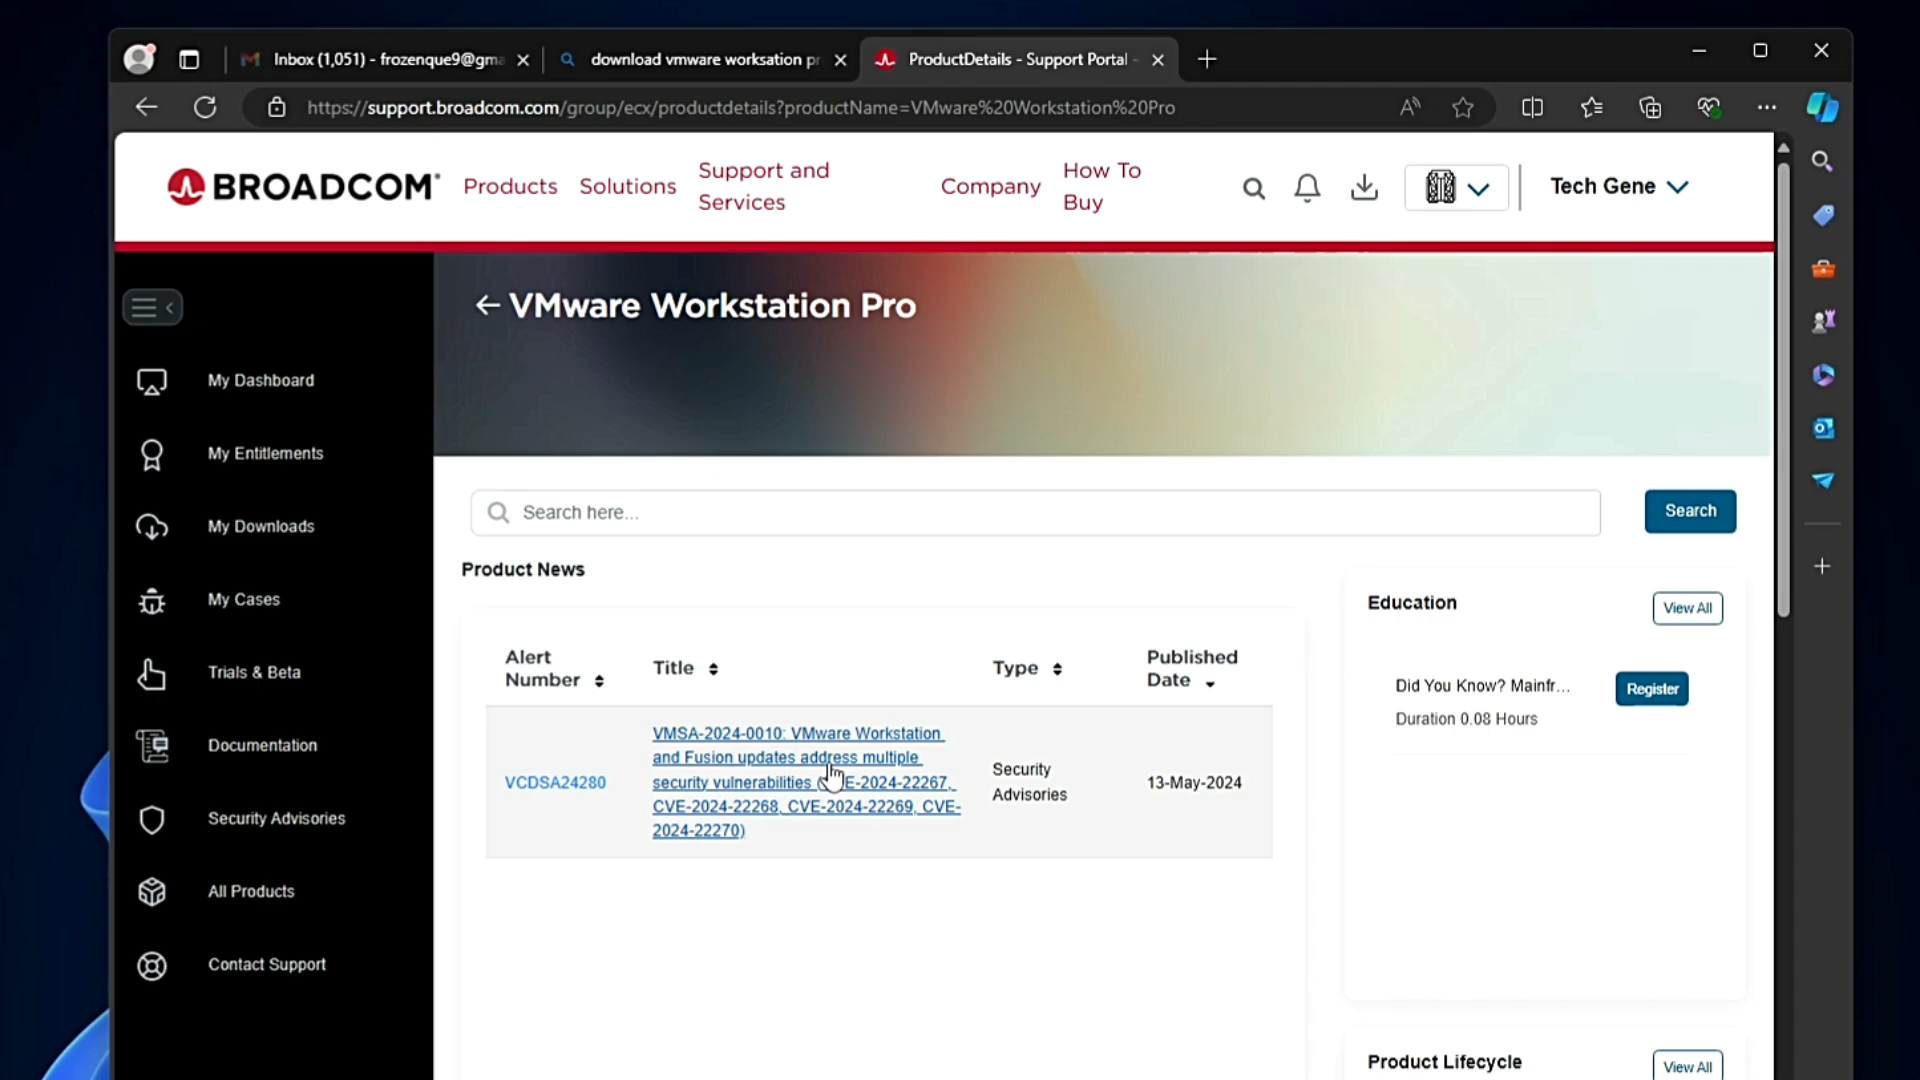 Inbox (1,051) - frozenque9@gma
download vmware worksation pr
ProductDetails - Support Portal -
https://support.broadcom.com/group/ecx/productdetails?productName=VMware%20Workstation%20Pro
BROADCOM
Products
Solutions
Support and
Services
Company
How To
Buy
Tech Gene
VMware Workstation Pro
My Dashboard
My Entitlements
My Downloads
My Cases
Trials & Beta
Documentation
Security Advisories
All Products
Contact Support
Search here...
Search
Product News
Alert
Number
Title
Type
Published
Date
VCDSA24280
VMSA-2024-0010: VMware Workstation
and Fusion updates address multiple
security vulnerabilities (CVE-2024-22267,
CVE-2024-22268, CVE-2024-22269, CVE-
2024-22270)
Security
Advisories
13-May-2024
Education
View All
Did You Know? Mainfr...
Register
Duration 0.08 Hours
Product Lifecycle
View All